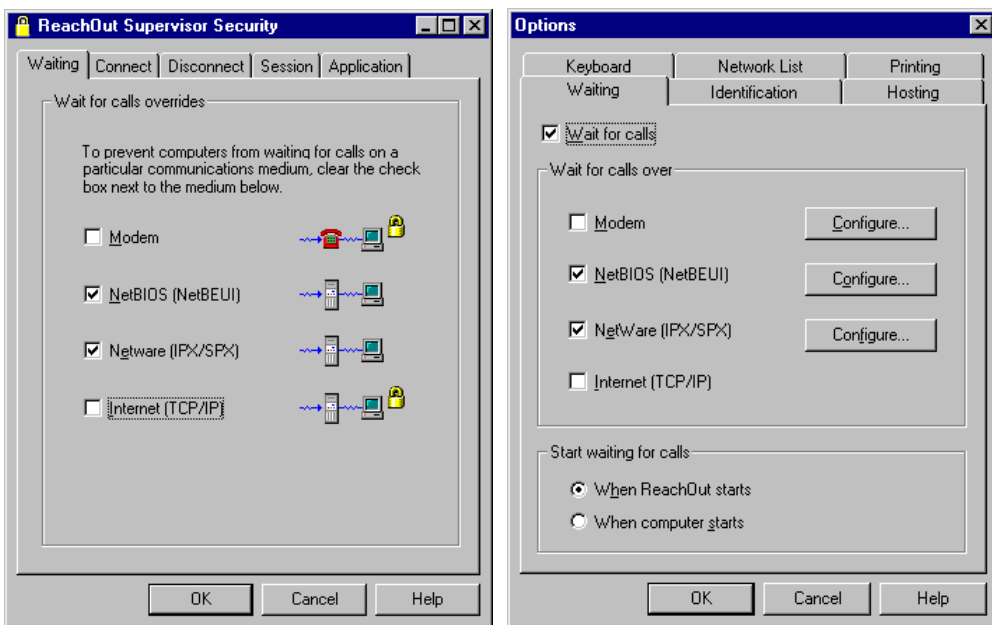 ReachOut Supervisor Security
Waiting
Connect
Disconnect
Session
Application
Wait for calls overrides
To prevent computers from waiting for calls on a
particular communications medium, clear the check
box next to the medium below.
Modem
NetBIOS (NetBEUI)
Netware (IPX/SPX)
Internet (TCP/IP)
OK
Cancel
Help
Options
Keyboard
Network List
Printing
Waiting
Identification
Hosting
Wait for calls
Wait for calls over
Modem
Configure...
NetBIOS (NetBEUI)
Configure...
NetWare (IPX/SPX)
Configure...
Internet (TCP/IP)
Start waiting for calls
When ReachOut starts
When computer starts
OK
Cancel
Help